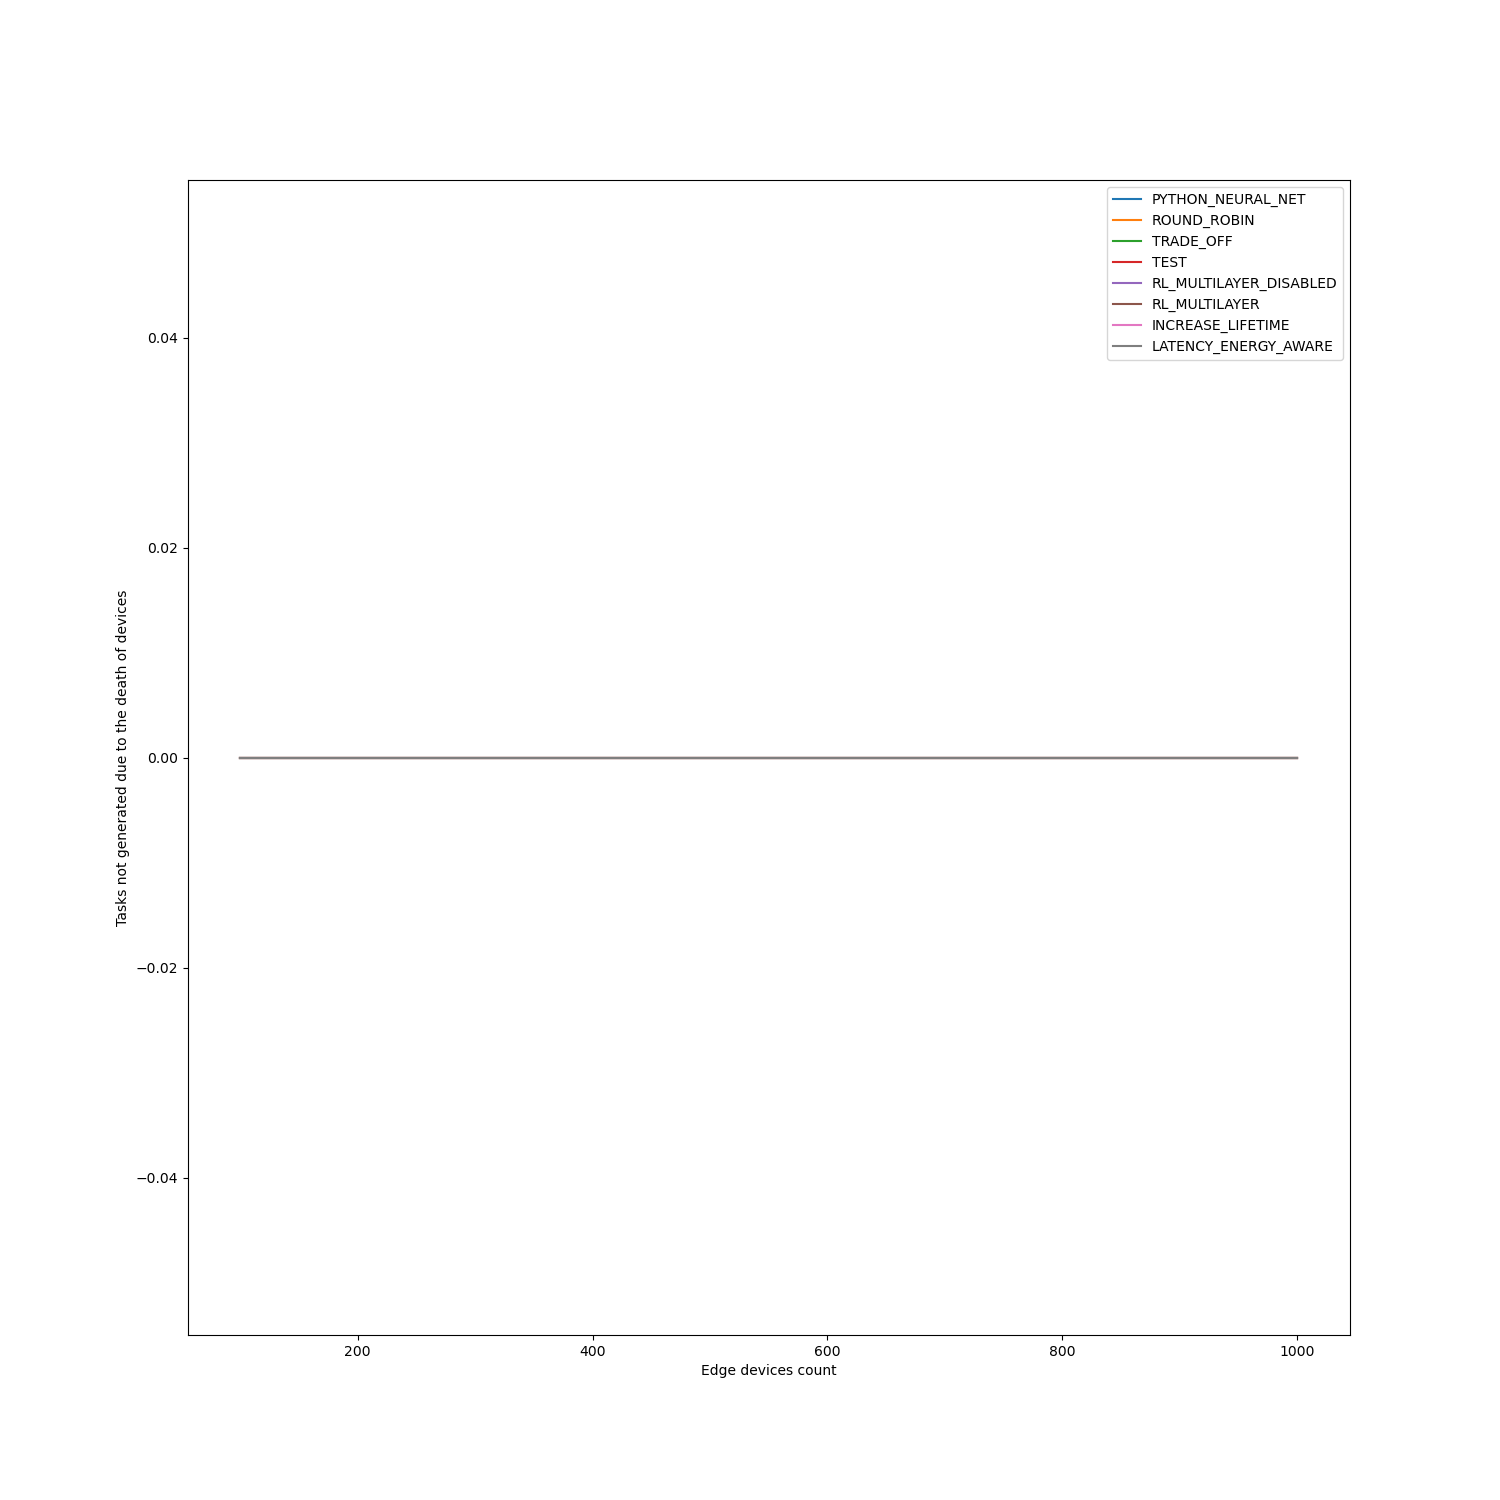 PYTHON_NEURAL_NET
ROUND_ROBIN
TRADE_OFF
TEST
RL_MULTILAYER_DISABLED
RL_MULTILAYER
INCREASE_LIFETIME
LATENCY_ENERGY_AWARE
0.04
0.02
0.00
−0.02
−0.04
Tasks not generated due to the death of devices
200
400
600
800
1000
Edge devices count